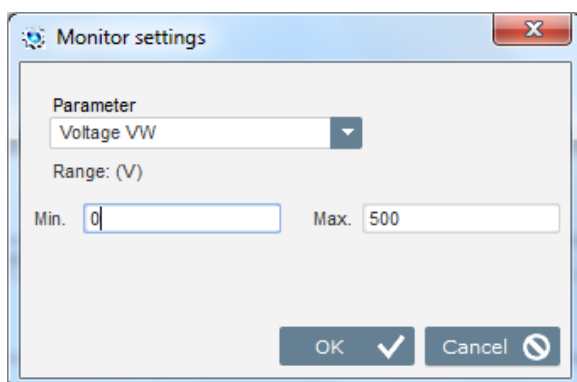 Monitor settings
Parameter
Voltage VW
Range: (V)
Min. 0 Max. 500
OK Cancel